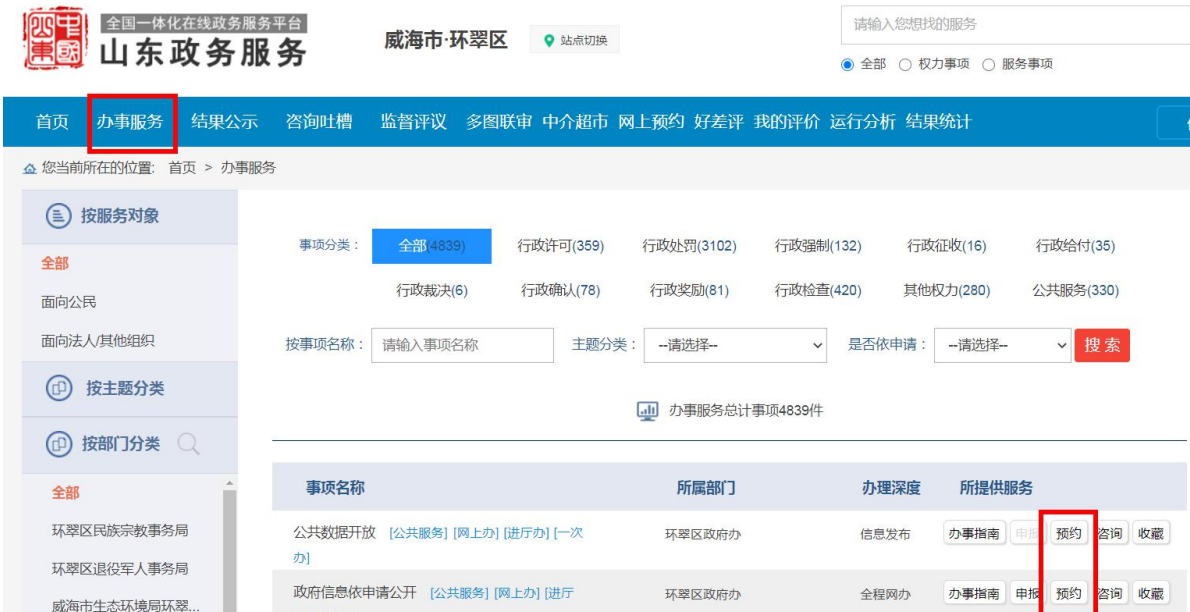 全国一体化在线政务服务平台
山东政务服务
威海市·环翠区
站点切换
请输入您想找的服务
全部 权力事项 服务事项
首页 办事服务 结果公示 咨询吐槽 监督评议 多图联审 中介超市 网上预约 好差评 我的评价 运行分析 结果统计
您当前所在的位置: 首页 > 办事服务
按服务对象
全部
面向公民
面向法人/其他组织
按主题分类
按部门分类
全部
环翠区民族宗教事务局
环翠区退役军人事务局
威海市生态环境局环翠...
事项分类： 全部(4839) 行政许可(359) 行政处罚(3102) 行政强制(132) 行政征收(16) 行政给付(35)
行政裁决(6) 行政确认(78) 行政奖励(81) 行政检查(420) 其他权力(280) 公共服务(330)
按事项名称： 请输入事项名称 主题分类： --请选择-- 是否依申请： --请选择-- 搜索
办事服务总计事项4839件
事项名称 所属部门 办理深度 所提供服务
公共数据开放 [公共服务] [网上办] [进厅办] [一次
办] 环翠区政府办 信息发布 办事指南 申报 预约 咨询 收藏
政府信息依申请公开 [公共服务] [网上办] [进厅 环翠区政府办 全程网办 办事指南 申报 预约 咨询 收藏